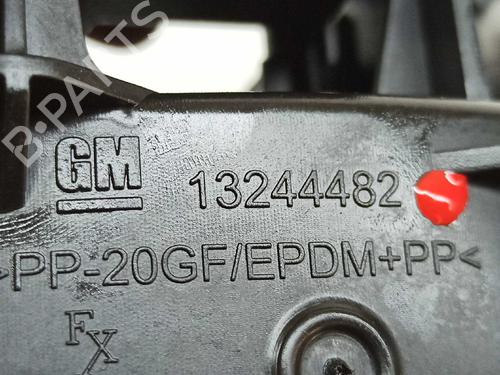 B-PARTS
GM
13244482
>PP-20GF/EPDM+PP<
FX